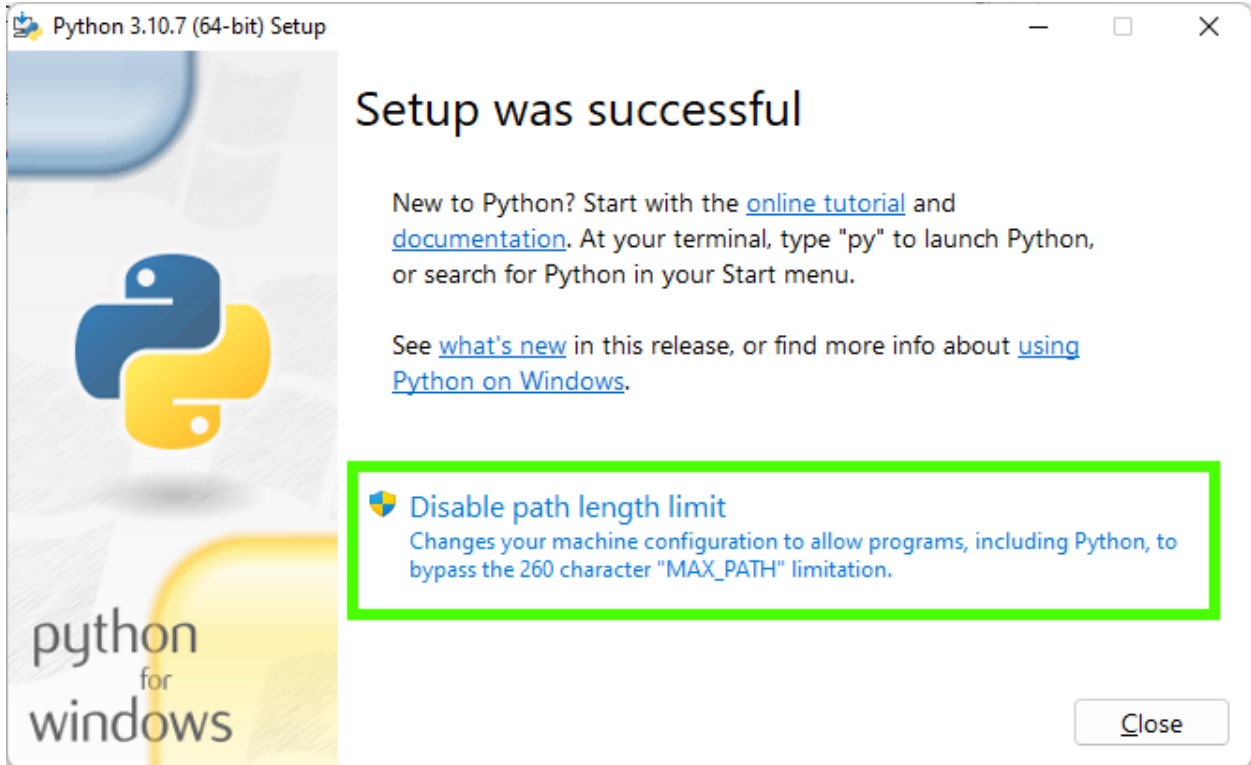 Python 3.10.7 (64-bit) Setup
Setup was successful
New to Python? Start with the online tutorial and
documentation. At your terminal, type "py" to launch Python,
or search for Python in your Start menu.
See what's new in this release, or find more info about using
Python on Windows.
Disable path length limit
Changes your machine configuration to allow programs, including Python, to
bypass the 260 character "MAX_PATH" limitation.
python
for
windows
Close